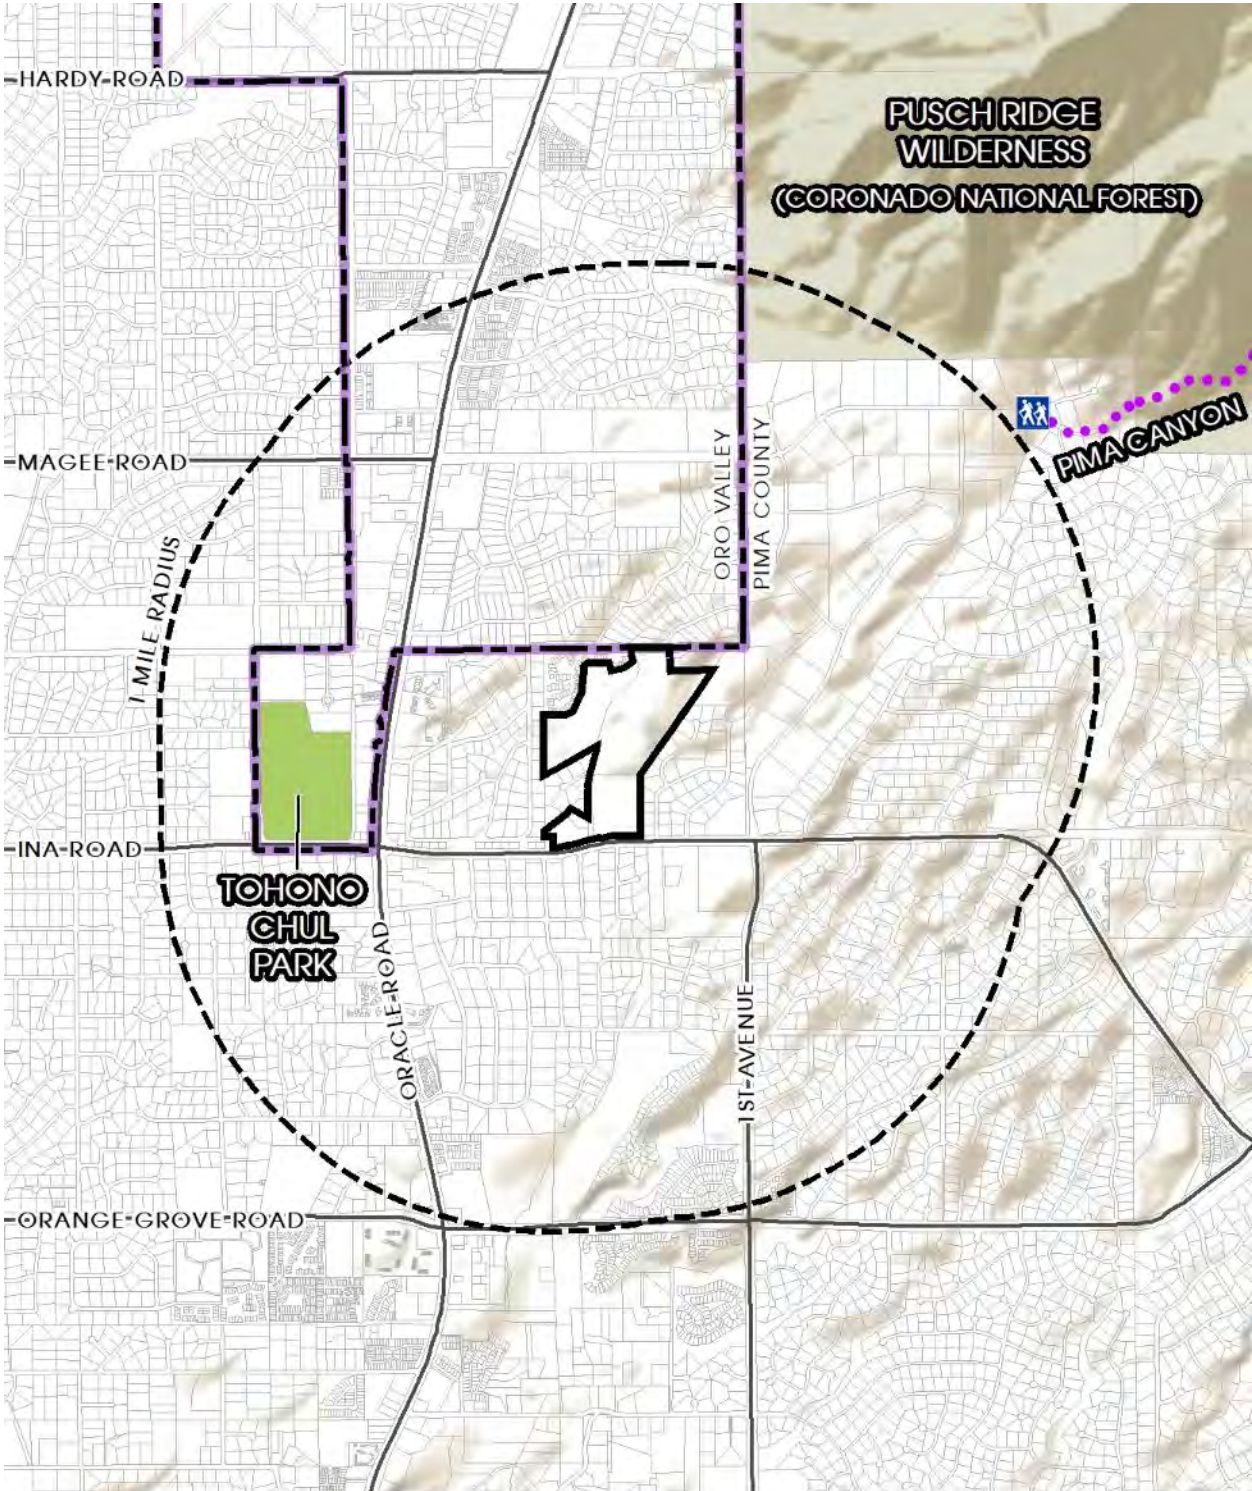 HARDY ROAD
PUSCH RIDGE
WILDERNESS
(CORONADO NATIONAL FOREST)
PIMA CANYON
MAGEE ROAD
ORO VALLEY
PIMA COUNTY
1 MILE RADIUS
INA ROAD
TOHONO
CHUL
PARK
ORACLE ROAD
1ST AVENUE
ORANGE GROVE ROAD